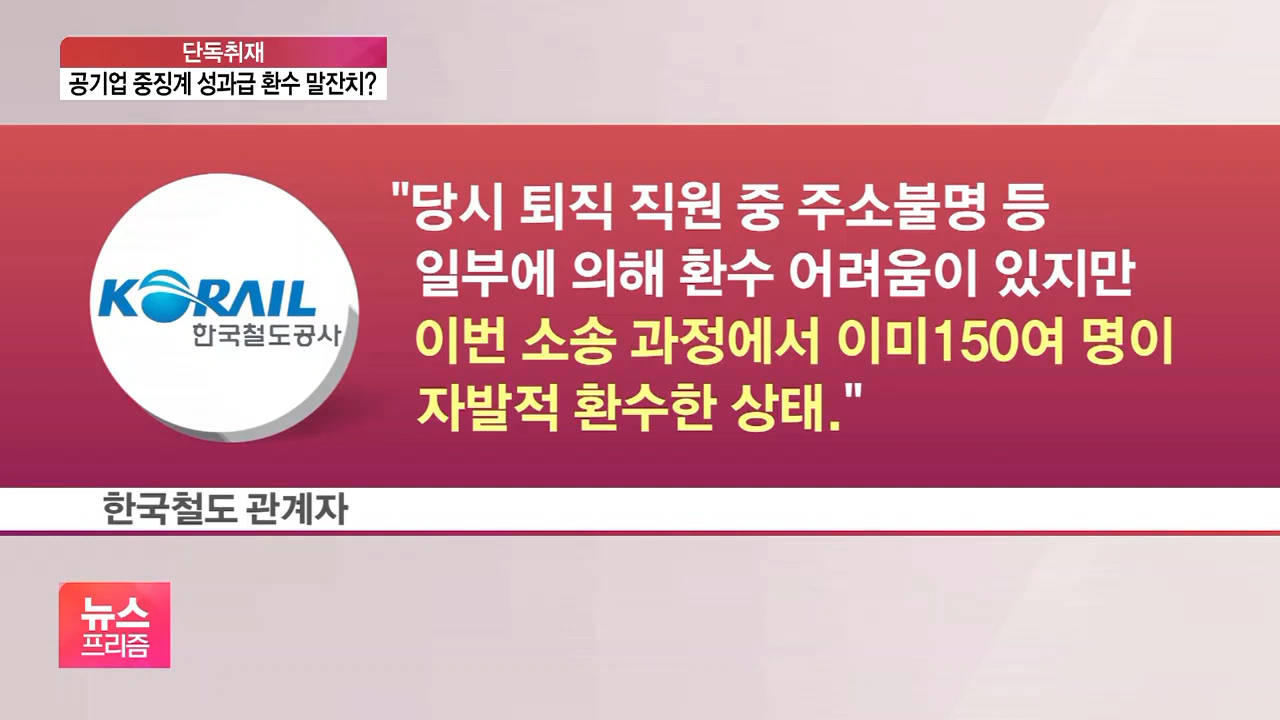 단독취재
공기업 중징계 성과급 환수 말잔치?
"당시 퇴직 직원 중 주소불명 등
일부에 의해 환수 어려움이 있지만
이번 소송 과정에서 이미150여 명이
자발적 환수한 상태."
KORAIL
한국철도공사
한국철도 관계자
뉴스
프리즘